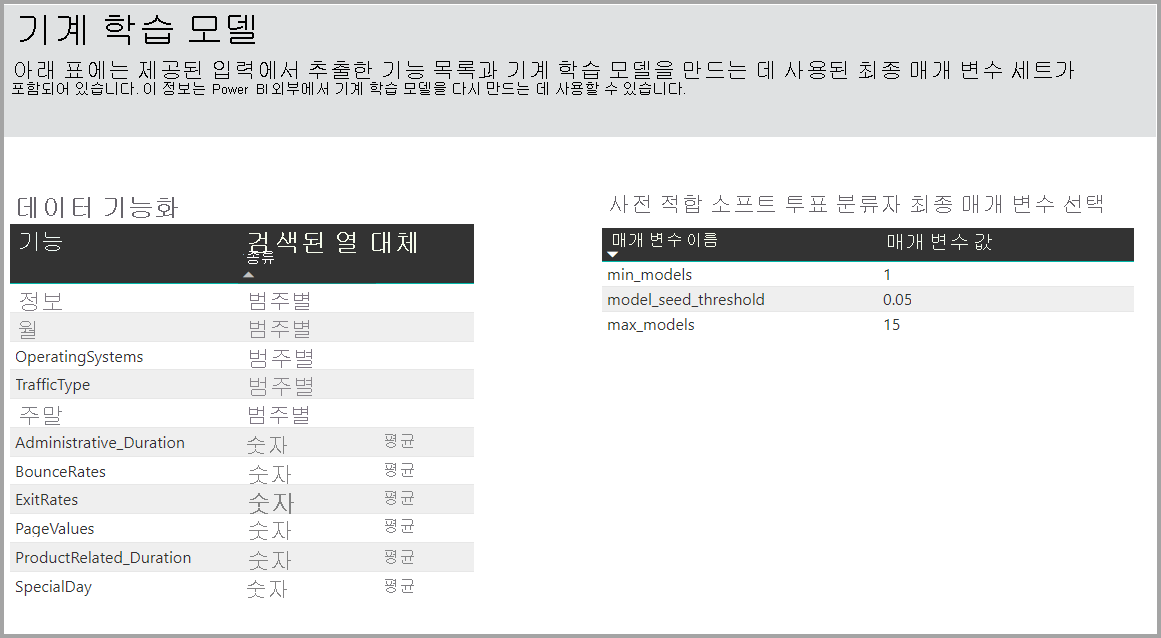 기계 학습 모델
아래 표에는 제공된 입력에서 추출한 기능 목록과 기계 학습 모델을 만드는 데 사용된 최종 매개 변수 세트가
포함되어 있습니다. 이 정보는 Power BI 외부에서 기계 학습 모델을 다시 만드는 데 사용할 수 있습니다.
데이터 기능화
기능 검색된 열 대체
종류
정보 범주별
월 범주별
OperatingSystems 범주별
TrafficType 범주별
주말 범주별
Administrative_Duration 숫자 평균
BounceRates 숫자 평균
ExitRates 숫자 평균
PageValues 숫자 평균
ProductRelated_Duration 숫자 평균
SpecialDay 숫자 평균
사전 적합 소프트 투표 분류자 최종 매개 변수 선택
매개 변수 이름 매개 변수 값
min_models 1
model_seed_threshold 0.05
max_models 15